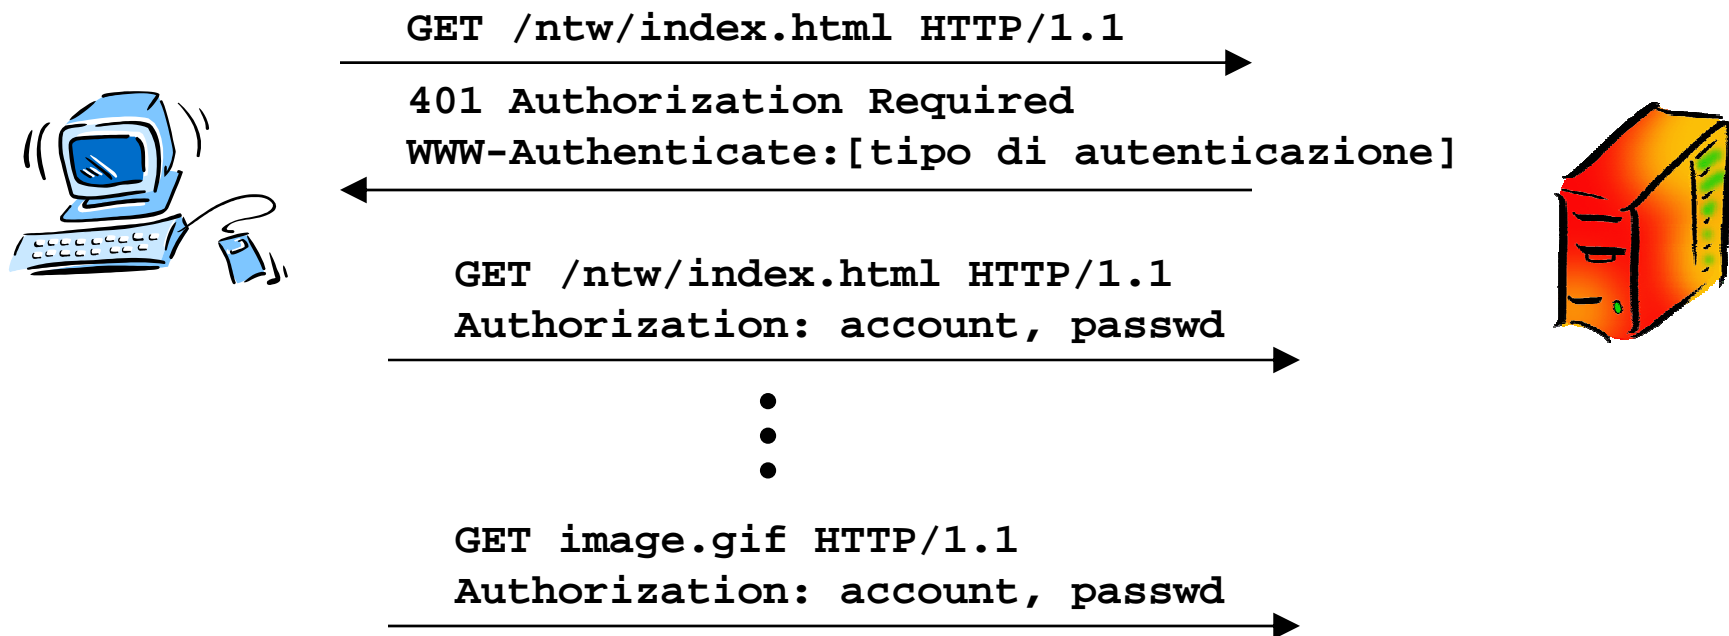 GET /ntw/index.html HTTP/1.1
401 Authorization Required
WWW-Authenticate:[tipo di autenticazione]
GET /ntw/index.html HTTP/1.1
Authorization: account, passwd
GET image.gif HTTP/1.1
Authorization: account, passwd